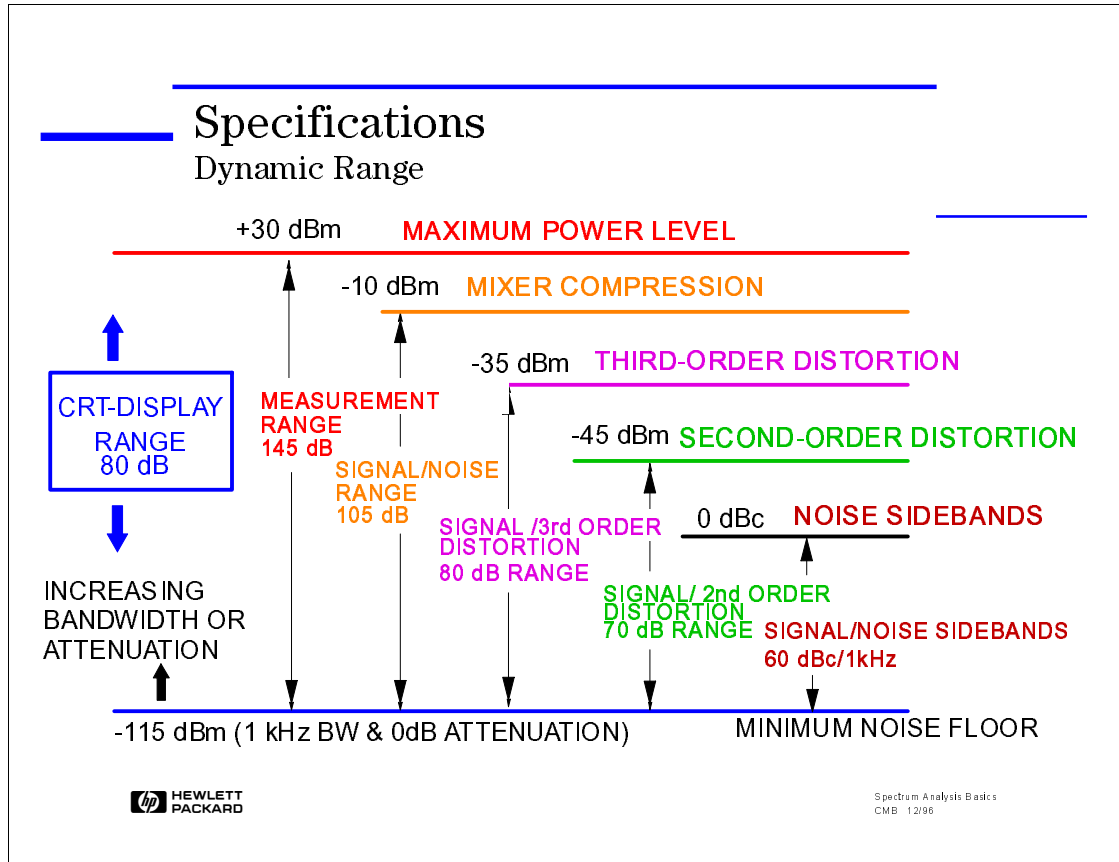 Specifications
Dynamic Range
+30 dBm MAXIMUM POWER LEVEL
-10 dBm MIXER COMPRESSION
-35 dBm THIRD-ORDER DISTORTION
-45 dBm SECOND-ORDER DISTORTION
0 dBc NOISE SIDEBANDS
CRT-DISPLAY
RANGE
80 dB
MEASUREMENT
RANGE
145 dB
SIGNAL/NOISE
RANGE
105 dB
SIGNAL /3rd ORDER
DISTORTION
80 dB RANGE
SIGNAL/ 2nd ORDER
DISTORTION
70 dB RANGE
SIGNAL/NOISE SIDEBANDS
60 dBc/1kHz
INCREASING
BANDWIDTH OR
ATTENUATION
-115 dBm (1 kHz BW & 0dB ATTENUATION)
MINIMUM NOISE FLOOR
hp HEWLETT
PACKARD
Spectrum Analysis Basics
CMB 12/96